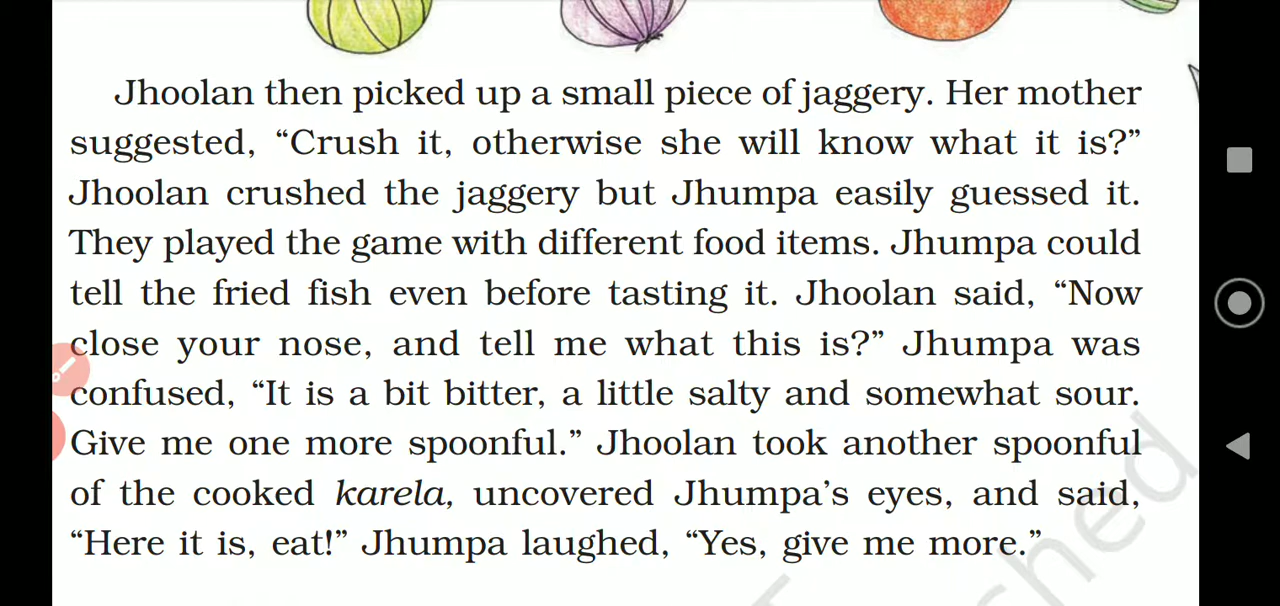 Jhoolan then picked up a small piece of jaggery. Her mother
suggested, “Crush it, otherwise she will know what it is?”
Jhoolan crushed the jaggery but Jhumpa easily guessed it.
They played the game with different food items. Jhumpa could
tell the fried fish even before tasting it. Jhoolan said, “Now
close your nose, and tell me what this is?” Jhumpa was
confused, “It is a bit bitter, a little salty and somewhat sour.
Give me one more spoonful.” Jhoolan took another spoonful
of the cooked karela, uncovered Jhumpa’s eyes, and said,
“Here it is, eat!” Jhumpa laughed, “Yes, give me more.”